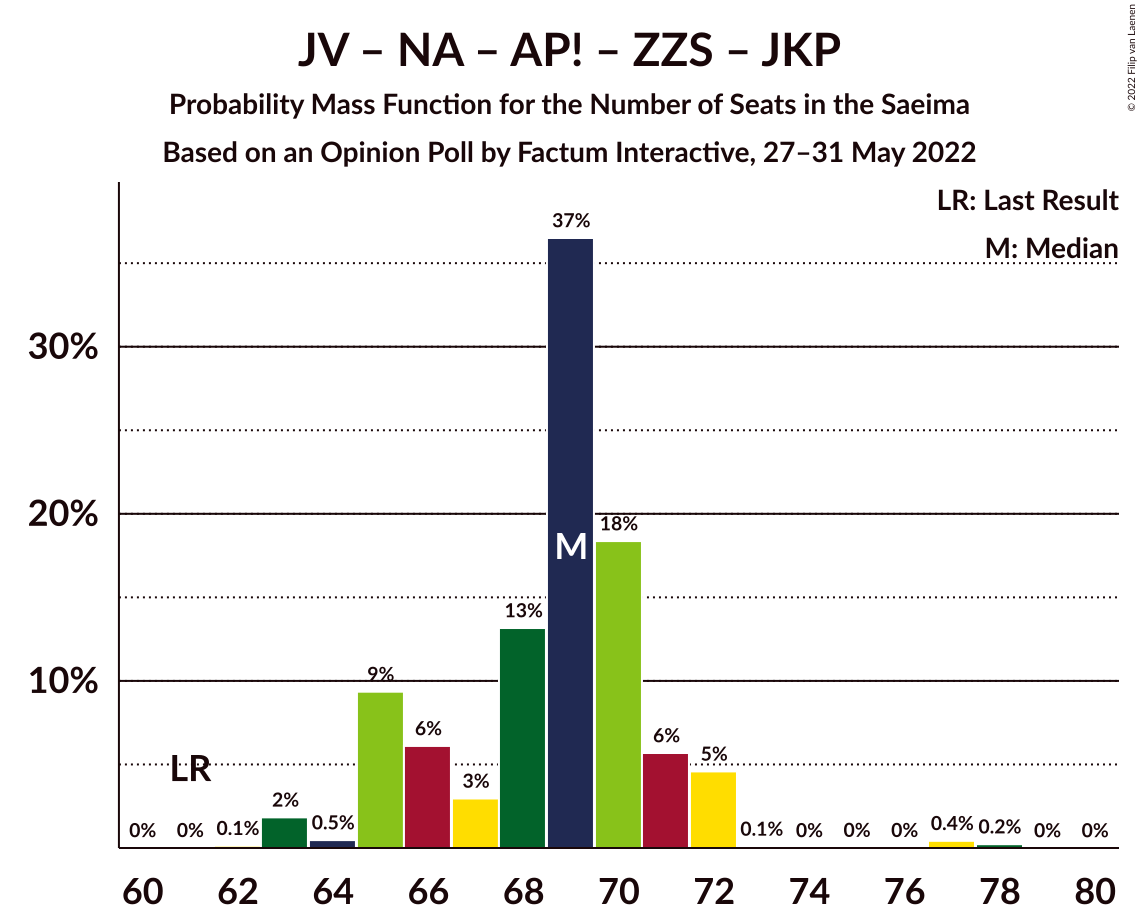 JV – NA – AP! – ZZS – JKP
Probability Mass Function for the Number of Seats in the Saeima
Based on an Opinion Poll by Factum Interactive, 27–31 May 2022
© 2022 Filip van Laenen
LR: Last Result
M: Median
37%
30%
M
20%
18%
13%
10%
9%
6%
6%
5%
LR
3%
2%
0% 0% 0.1% 0.5% 0.1% 0% 0% 0% 0.4% 0.2% 0% 0%
60 62 64 66 68 70 72 74 76 78 80